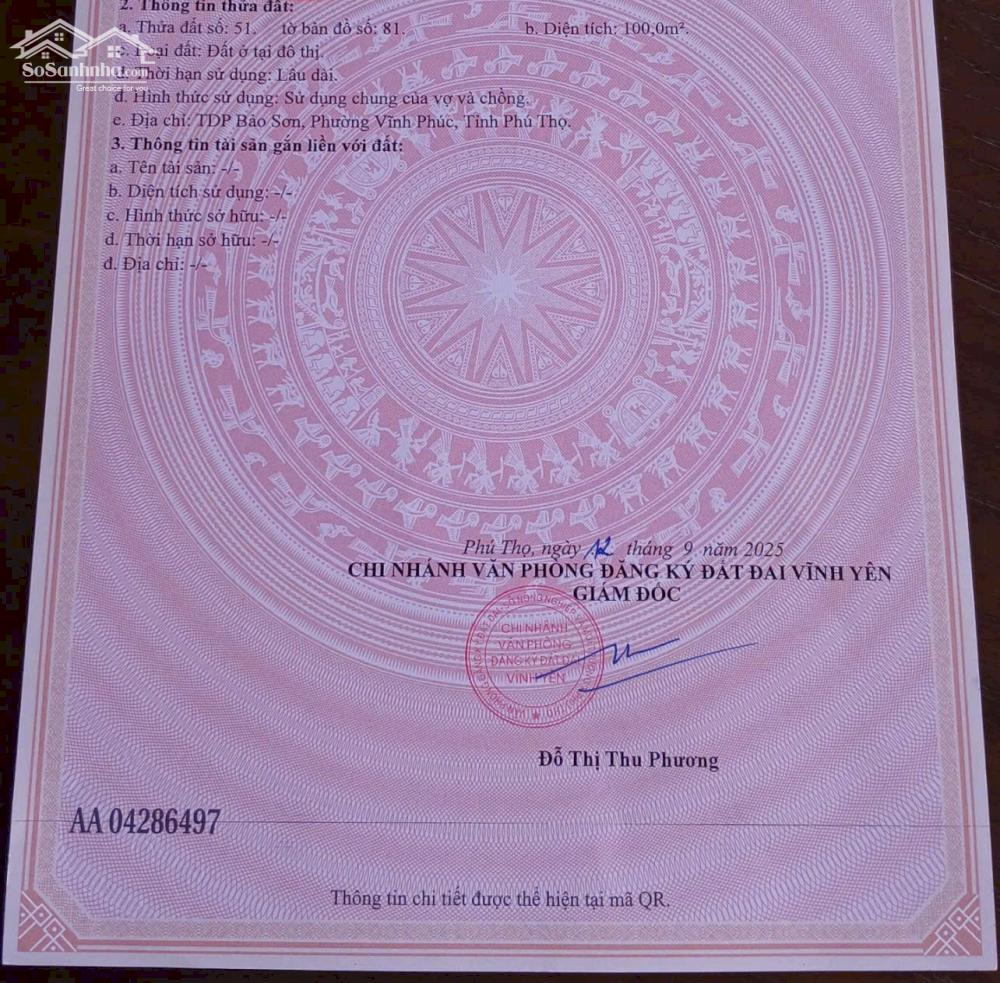 2. Thông tin thửa đất:
a. Thửa đất số: 51. tờ bản đồ số: 81. b. Diện tích: 100,0m².
SoSanhnha.com
Great choice for you
Loại đất: Đất ở tại đô thị.
Thời hạn sử dụng: Lâu dài.
đ. Hình thức sử dụng: Sử dụng chung của vợ và chồng.
e. Địa chỉ: TDP Bảo Sơn, Phường Vĩnh Phúc, Tỉnh Phú Thọ.
3. Thông tin tài sản gắn liền với đất:
a. Tên tài sản: -/-
b. Diện tích sử dụng: -/-
c. Hình thức sở hữu: -/-
d. Thời hạn sở hữu: -/-
đ. Địa chỉ: -/-
Phú Thọ, ngày 12 tháng 9 năm 2025
CHI NHÁNH VĂN PHÒNG ĐĂNG KÝ ĐẤT ĐAI VĨNH YÊN
GIÁM ĐỐC
CHI NHÁNH
VĂN PHÒNG
ĐĂNG KÝ ĐẤT ĐAI
VĨNH YÊN
Đỗ Thị Thu Phương
AA 04286497
Thông tin chi tiết được thể hiện tại mã QR.